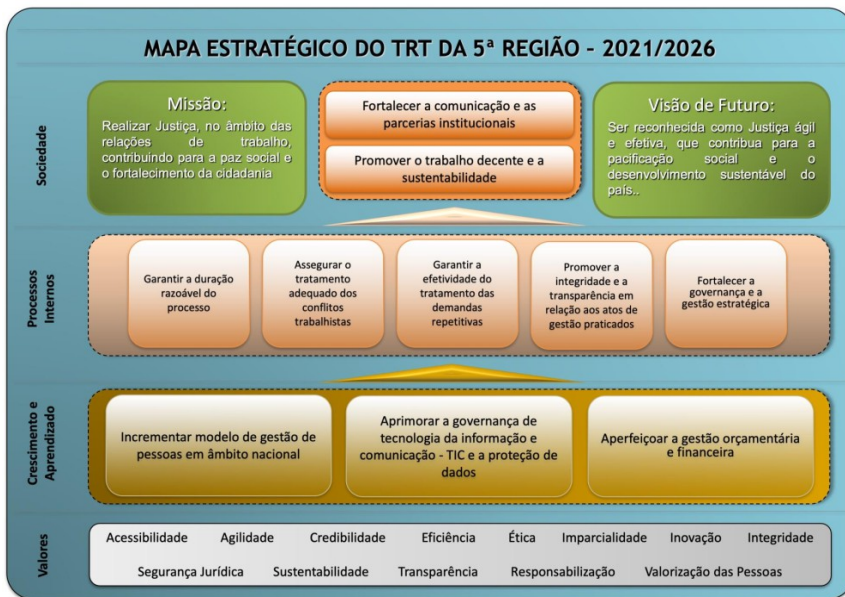 MAPA ESTRATÉGICO DO TRT DA 5ª REGIÃO - 2021/2026
Sociedade
Missão:
Realizar Justiça, no âmbito das
relações de trabalho,
contribuindo para a paz social e
o fortalecimento da cidadania
Fortalecer a comunicação e as
parcerias institucionais
Promover o trabalho decente e a
sustentabilidade
Visão de Futuro:
Ser reconhecida como Justiça ágil
e efetiva, que contribua para a
pacificação social e o
desenvolvimento sustentável do
país..
Processos
Internos
Garantir a duração
razoável do
processo
Assegurar o
tratamento
adequado dos
conflitos
trabalhistas
Garantir a
efetividade do
tratamento das
demandas
repetitivas
Promover a
integridade e a
transparência em
relação aos atos de
gestão praticados
Fortalecer a
governança e a
gestão estratégica
Crescimento e
Aprendizado
Incrementar modelo de gestão de
pessoas em âmbito nacional
Aprimorar a governança de
tecnologia da informação e
comunicação - TIC e a proteção de
dados
Aperfeiçoar a gestão orçamentária
e financeira
Valores
Acessibilidade Agilidade Credibilidade Eficiência Ética Imparcialidade Inovação Integridade
Segurança Jurídica Sustentabilidade Transparência Responsabilização Valorização das Pessoas